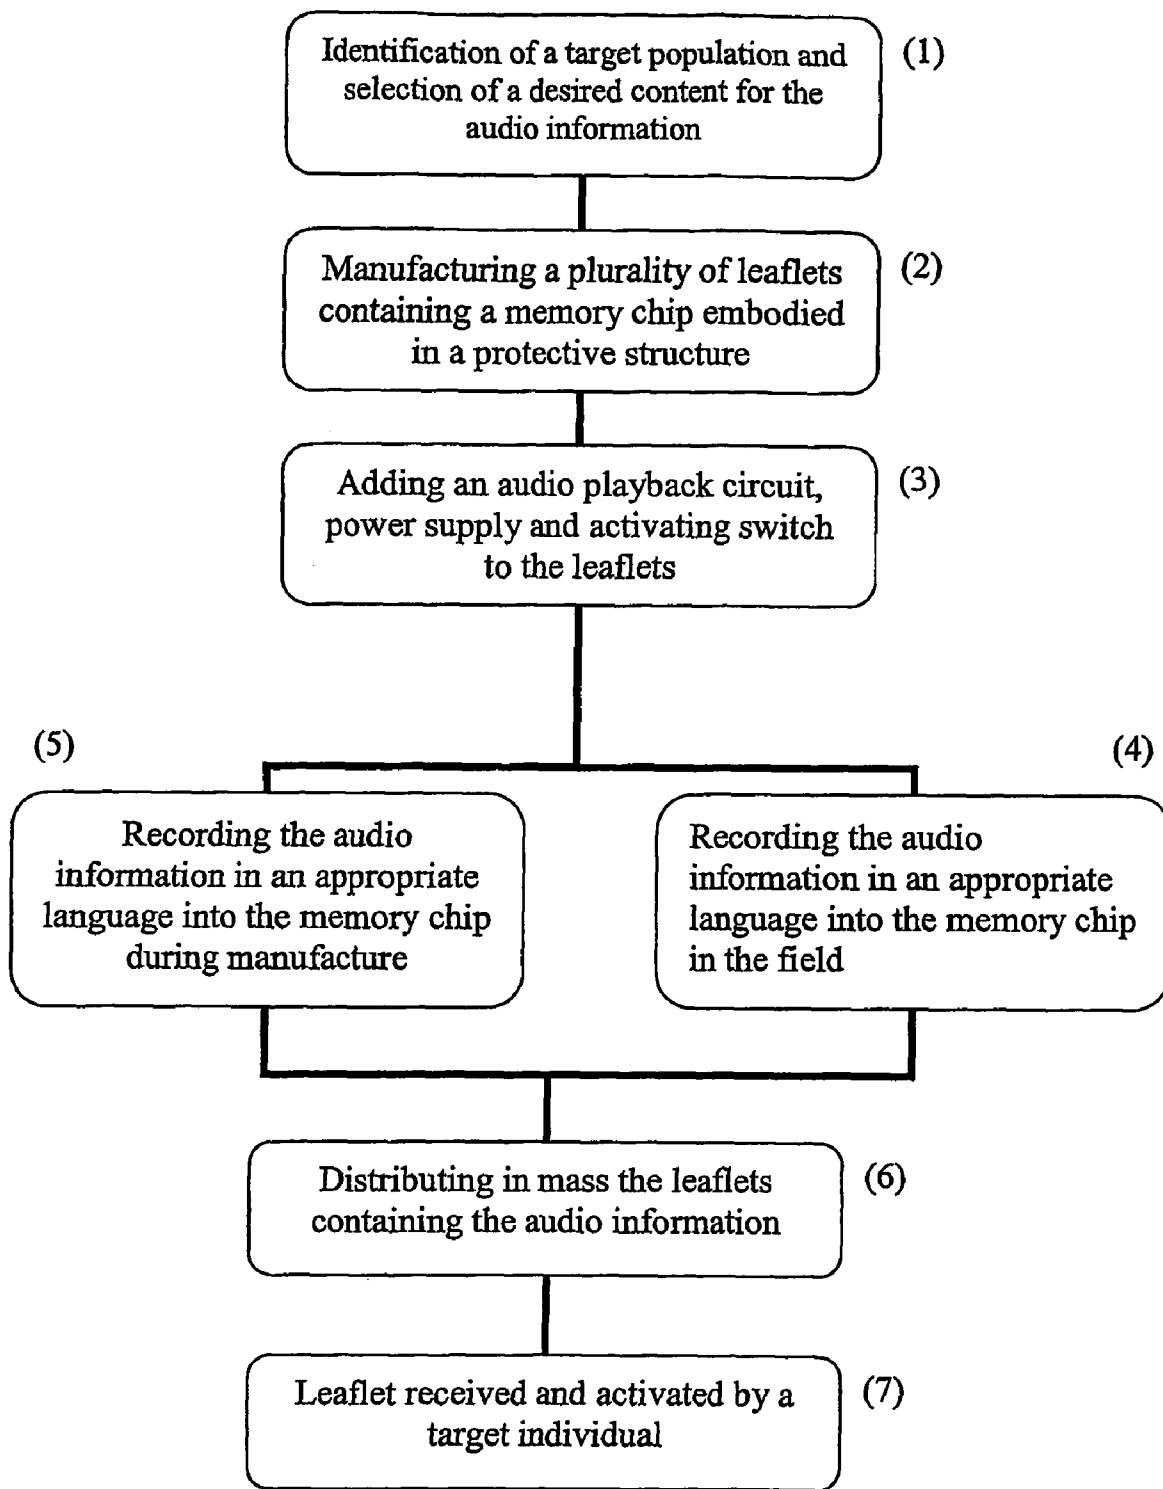 Identification of a target population and
selection of a desired content for the
audio information
(1)
Manufacturing a plurality of leaflets
containing a memory chip embodied
in a protective structure
(2)
Adding an audio playback circuit,
power supply and activating switch
to the leaflets
(3)
(5)
Recording the audio
information in an appropriate
language into the memory chip
during manufacture
(4)
Recording the audio
information in an appropriate
language into the memory chip
in the field
Distributing in mass the leaflets
containing the audio information
(6)
Leaflet received and activated by a
target individual
(7)